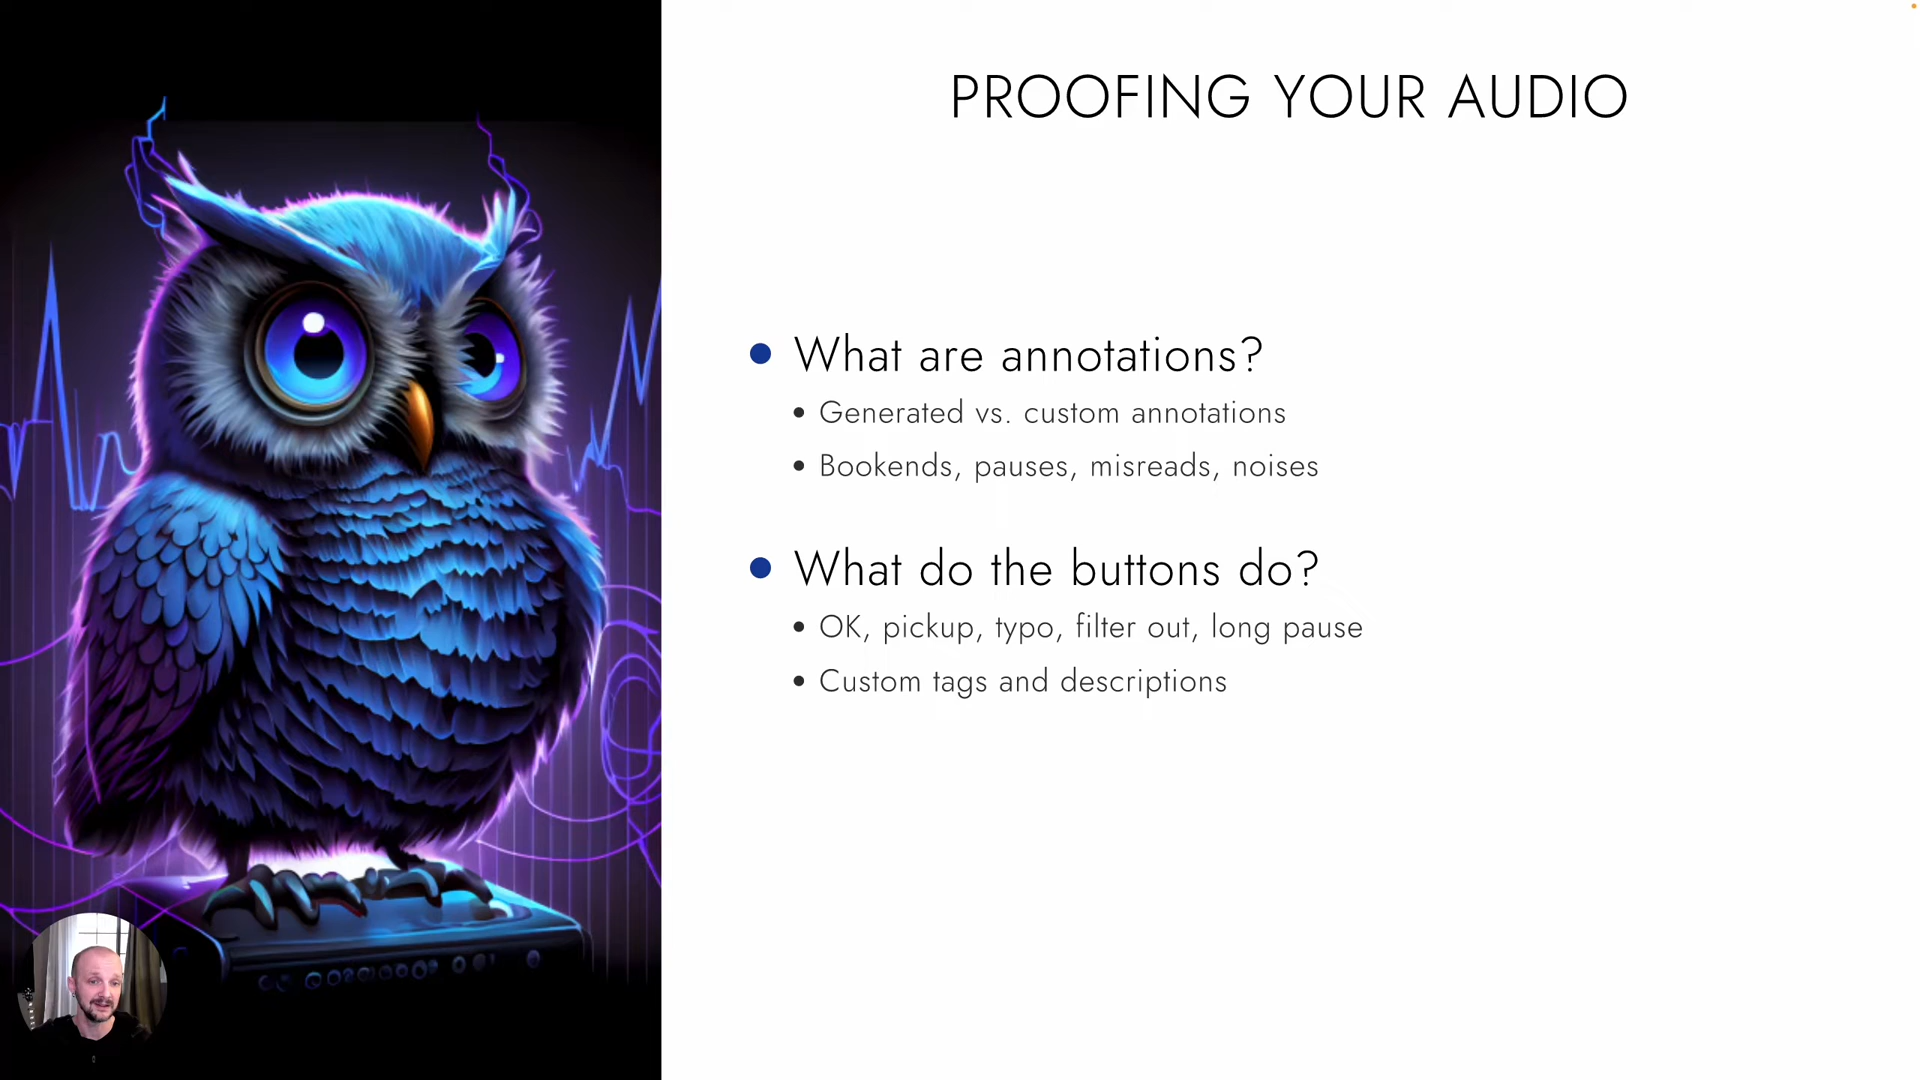 PROOFING YOUR AUDIO
What are annotations?
Generated vs. custom annotations
Bookends, pauses, misreads, noises
What do the buttons do?
OK, pickup, typo, filter out, long pause
Custom tags and descriptions